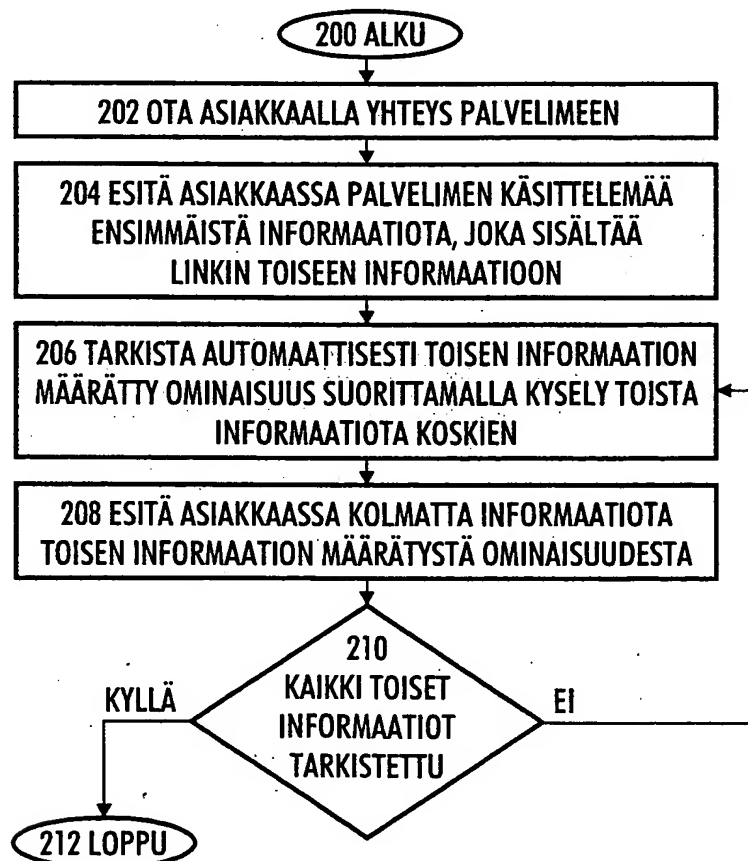 200 ALKU
202 OTA ASIAKKAALLA YHTEYS PALVELIMEEN
204 ESITÄ ASIAKKAASSA PALVELIMEN KÄSITTELEMÄÄ
ENSIMMÄISTÄ INFORMAATIOTA, JOKA SISÄLTÄÄ
LINKIN TOISEEN INFORMAATIOON
206 TARKISTA AUTOMAATTISESTI TOISEN INFORMAATION
MÄÄRÄTTY OMINAISUUS SUORITTAMALLA KYSELY TOISTA
INFORMAATIOTA KOSKIEN
208 ESITÄ ASIAKKAASSA KOLMATTA INFORMAATIOTA
TOISEN INFORMAATION MÄÄRÄTYSTÄ OMINAISUUDESTA
210
KAIKKI TOISET
INFORMAATIOT
TARKISTETTU
KYLLÄ
EI
212 LOPPU